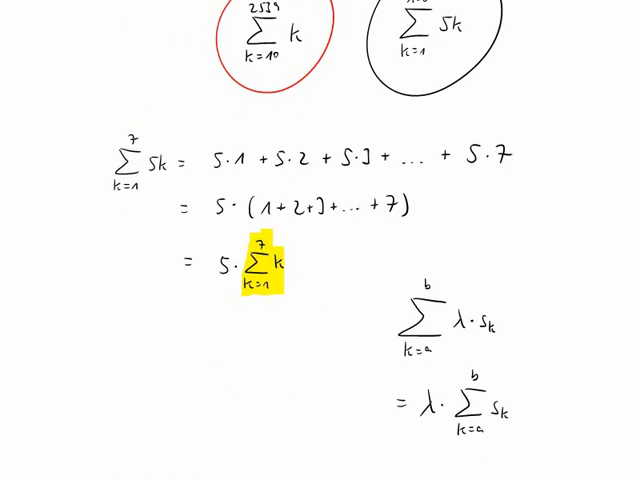 2539
∑ k
k=10
∑ 5k
k=1
7
∑ 5k = 5·1 + 5·2 + 5·3 + ... + 5·7
k=1
= 5·(1+2+3+...+7)
7
= 5·∑ k
k=1
b
∑ λ·s_k
k=a
b
= λ·∑ s_k
k=a